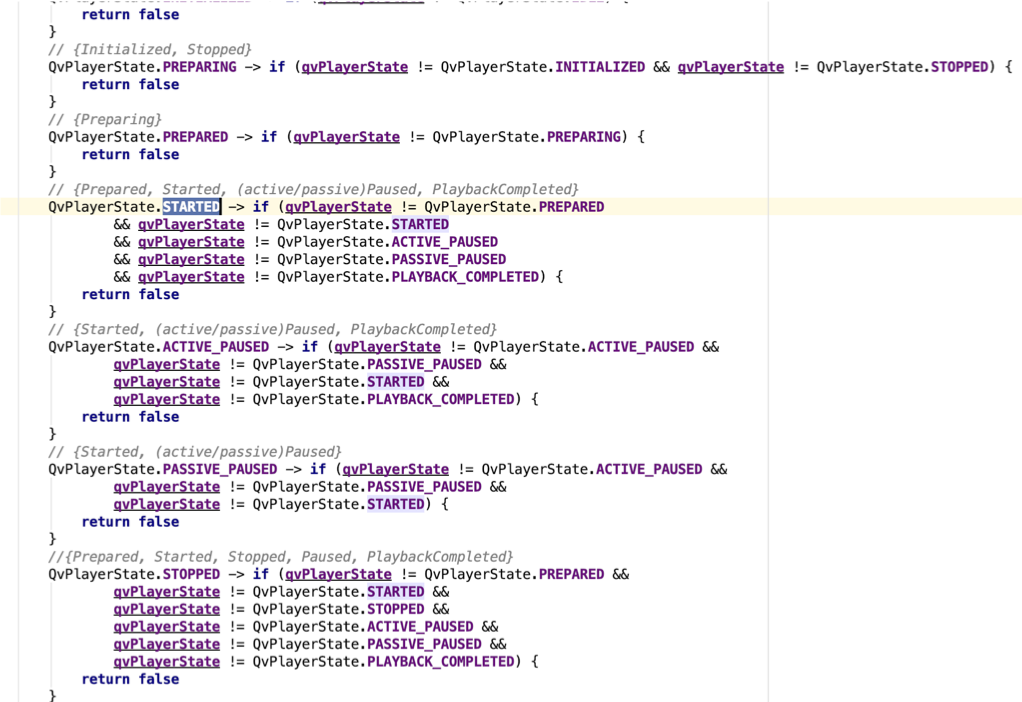 return false
}
// {Initialized, Stopped}
QvPlayerState.PREPARING -> if (qvPlayerState != QvPlayerState.INITIALIZED && qvPlayerState != QvPlayerState.STOPPED) {
return false
}
// {Preparing}
QvPlayerState.PREPARED -> if (qvPlayerState != QvPlayerState.PREPARING) {
return false
}
// {Prepared, Started, (active/passive)Paused, PlaybackCompleted}
QvPlayerState.STARTED -> if (qvPlayerState != QvPlayerState.PREPARED
&& qvPlayerState != QvPlayerState.STARTED
&& qvPlayerState != QvPlayerState.ACTIVE_PAUSED
&& qvPlayerState != QvPlayerState.PASSIVE_PAUSED
&& qvPlayerState != QvPlayerState.PLAYBACK_COMPLETED) {
return false
}
// {Started, (active/passive)Paused, PlaybackCompleted}
QvPlayerState.ACTIVE_PAUSED -> if (qvPlayerState != QvPlayerState.ACTIVE_PAUSED &&
qvPlayerState != QvPlayerState.PASSIVE_PAUSED &&
qvPlayerState != QvPlayerState.STARTED &&
qvPlayerState != QvPlayerState.PLAYBACK_COMPLETED) {
return false
}
// {Started, (active/passive)Paused}
QvPlayerState.PASSIVE_PAUSED -> if (qvPlayerState != QvPlayerState.ACTIVE_PAUSED &&
qvPlayerState != QvPlayerState.PASSIVE_PAUSED &&
qvPlayerState != QvPlayerState.STARTED) {
return false
}
//{Prepared, Started, Stopped, Paused, PlaybackCompleted}
QvPlayerState.STOPPED -> if (qvPlayerState != QvPlayerState.PREPARED &&
qvPlayerState != QvPlayerState.STARTED &&
qvPlayerState != QvPlayerState.STOPPED &&
qvPlayerState != QvPlayerState.ACTIVE_PAUSED &&
qvPlayerState != QvPlayerState.PASSIVE_PAUSED &&
qvPlayerState != QvPlayerState.PLAYBACK_COMPLETED) {
return false
}